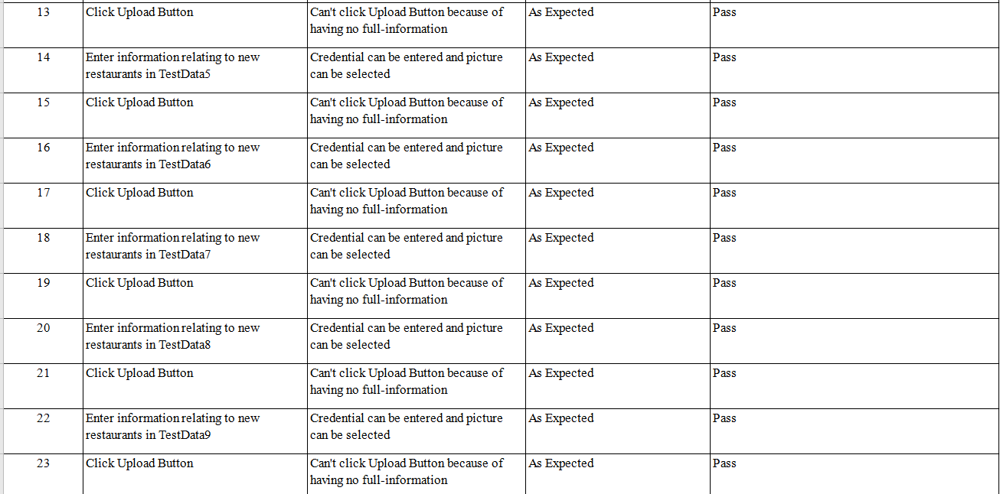 13 Click Upload Button Can't click Upload Button because of As Expected Pass
having no full-information
14 Enter information relating to new Credential can be entered and picture As Expected Pass
restaurants in TestData5 can be selected
15 Click Upload Button Can't click Upload Button because of As Expected Pass
having no full-information
16 Enter information relating to new Credential can be entered and picture As Expected Pass
restaurants in TestData6 can be selected
17 Click Upload Button Can't click Upload Button because of As Expected Pass
having no full-information
18 Enter information relating to new Credential can be entered and picture As Expected Pass
restaurants in TestData7 can be selected
19 Click Upload Button Can't click Upload Button because of As Expected Pass
having no full-information
20 Enter information relating to new Credential can be entered and picture As Expected Pass
restaurants in TestData8 can be selected
21 Click Upload Button Can't click Upload Button because of As Expected Pass
having no full-information
22 Enter information relating to new Credential can be entered and picture As Expected Pass
restaurants in TestData9 can be selected
23 Click Upload Button Can't click Upload Button because of As Expected Pass
having no full-information